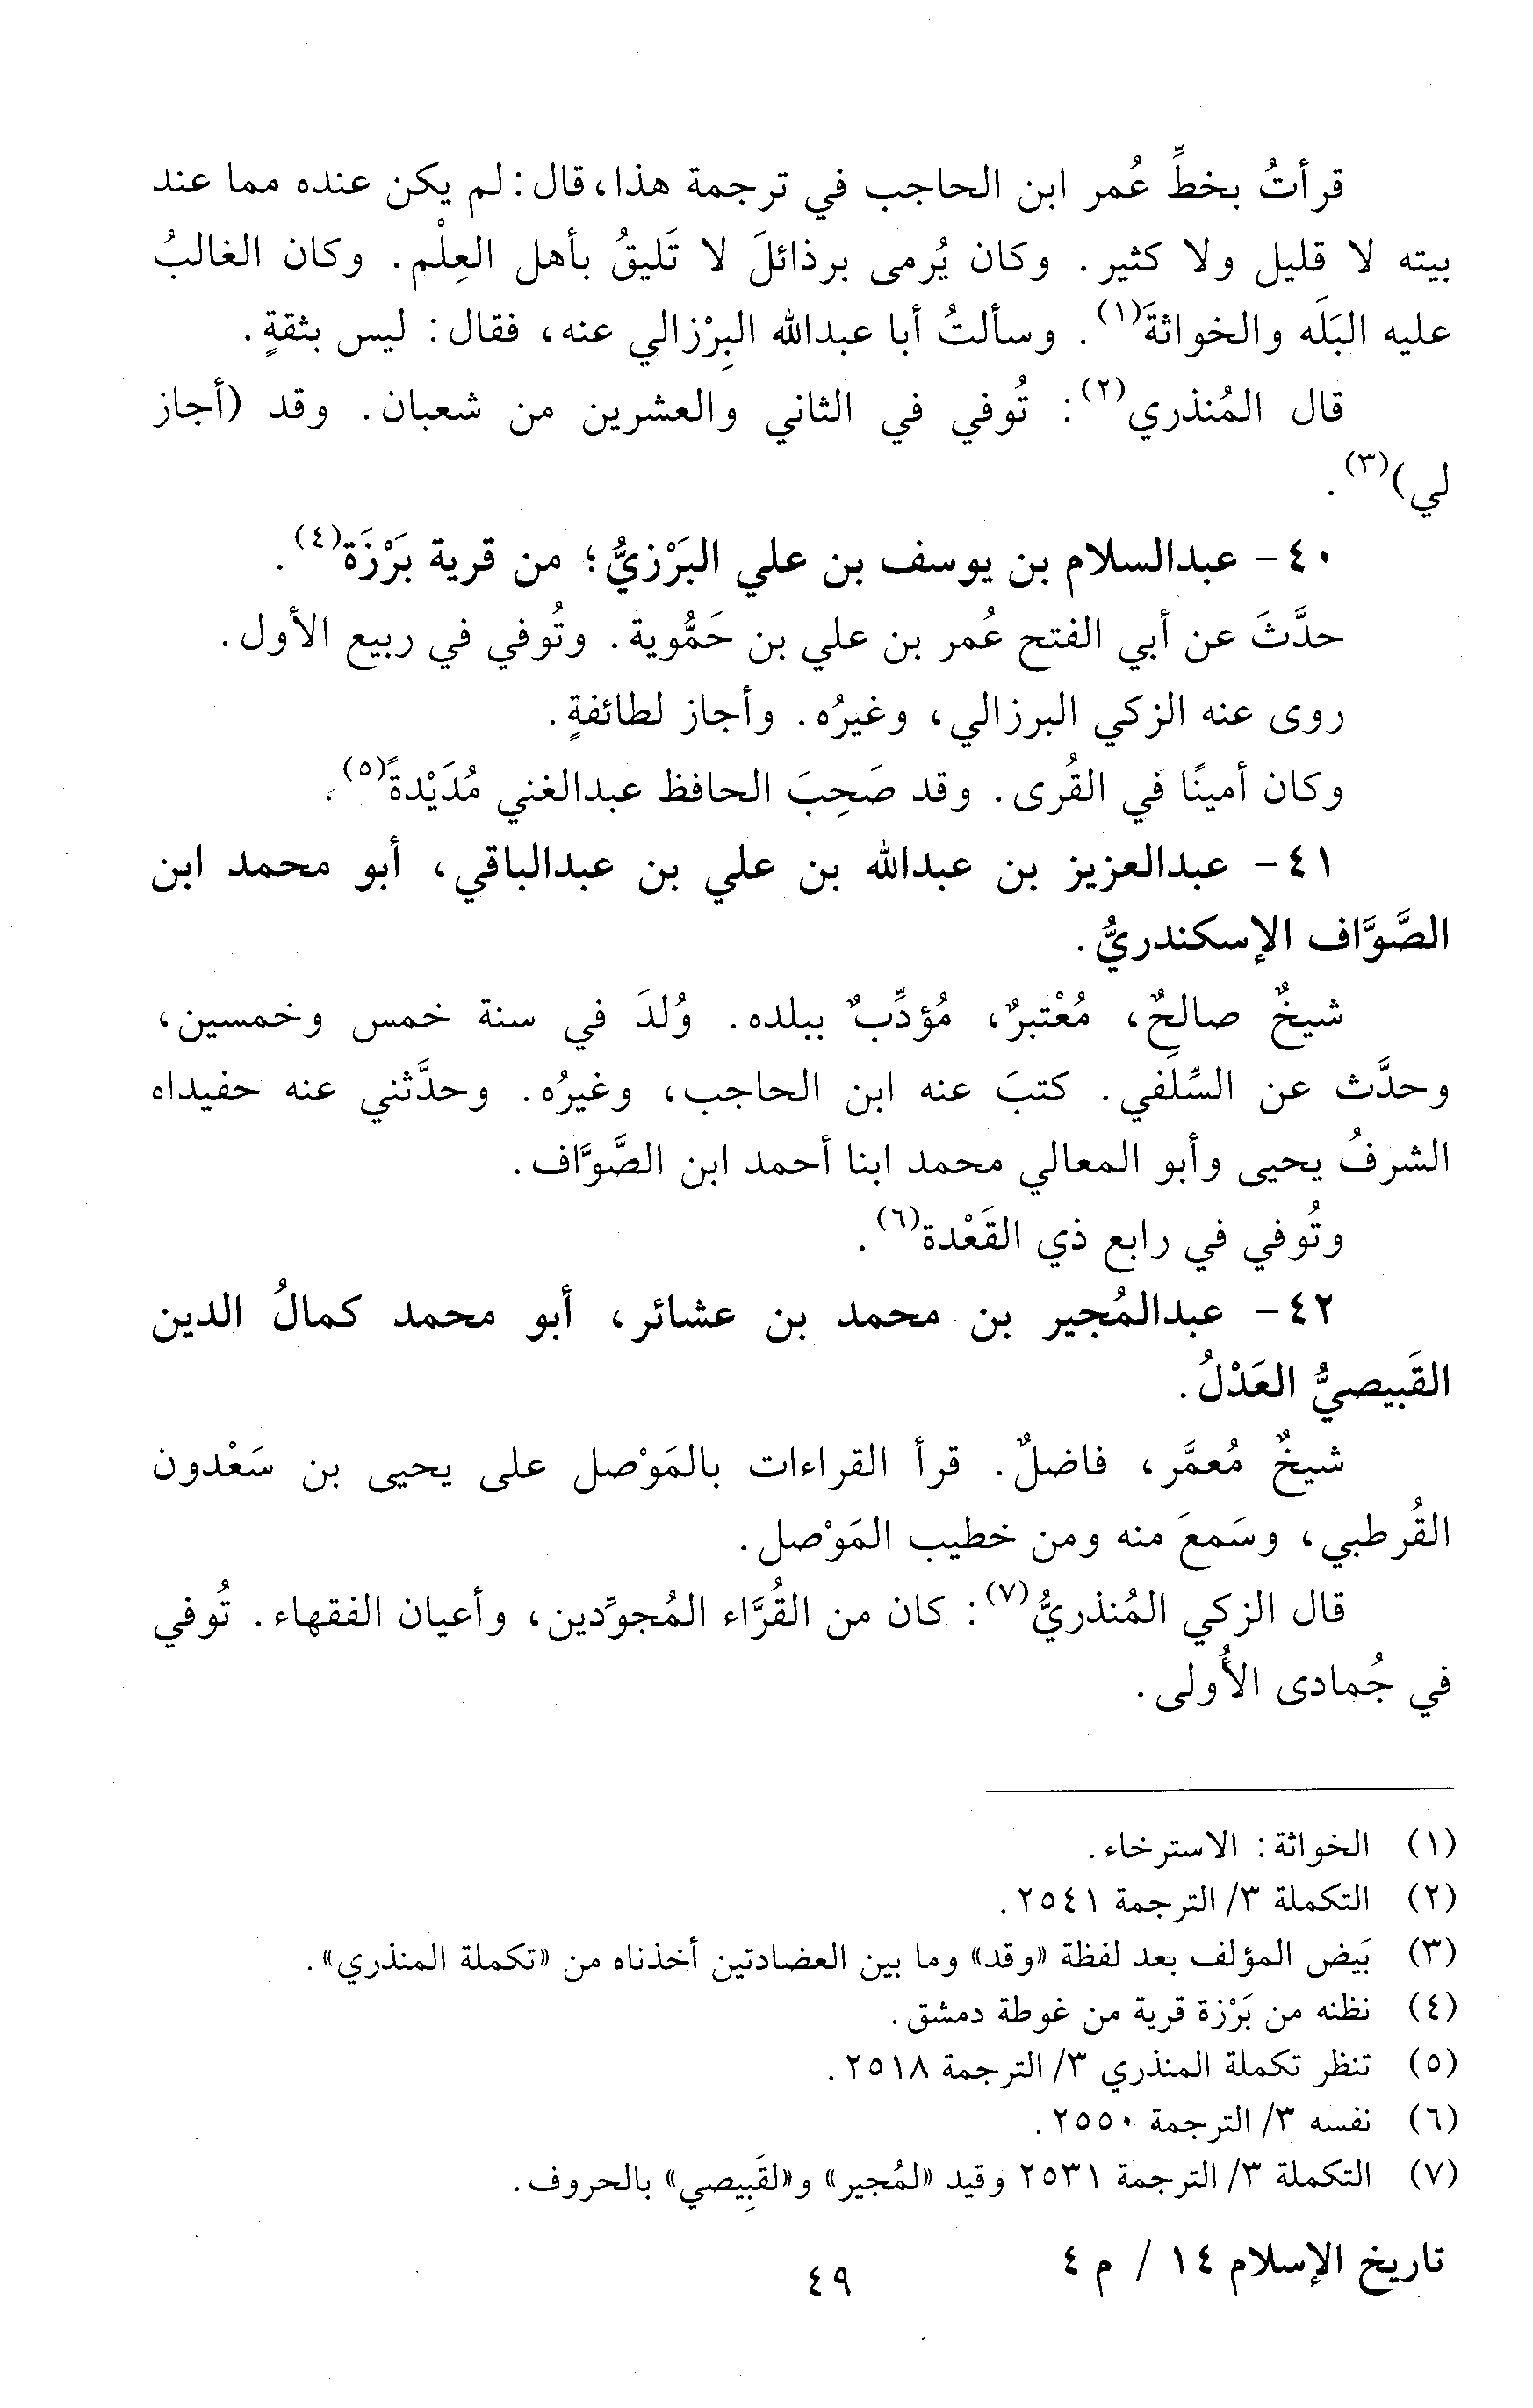 قرأتُ بخطِّ عُمر ابن الحاجب في ترجمة هذا، قال: لم يكن عنده مما عند
بيته لا قليل ولا كثير. وكان يُرمى برذائلَ لا تَليقُ بأهل العِلْم. وكان الغالبُ
عليه البَلَه والخواثةَ(١). وسألتُ أبا عبدالله البِرْزالي عنه، فقال: ليس بثقةٍ.
قال المُنذري(٢): تُوفي في الثاني والعشرين من شعبان. وقد (أجاز
لي)(٣).
٤٠- عبدالسلام بن يوسف بن علي البَرْزيُّ؛ من قرية بَرْزَة(٤).
حدَّثَ عن أبي الفتح عُمر بن علي بن حَمُّوية. وتُوفي في ربيع الأول.
روى عنه الزكي البرزالي، وغيرُه. وأجاز لطائفةٍ.
وكان أمينًا في القُرى. وقد صَحِبَ الحافظ عبدالغني مُدَيْدةً(٥).
٤١- عبدالعزيز بن عبدالله بن علي بن عبدالباقي، أبو محمد ابن
الصَّوَّاف الإسكندريُّ.
شيخٌ صالحٌ، مُعْتبرٌ، مُؤدِّبٌ ببلده. وُلدَ في سنة خمس وخمسين،
وحدَّث عن السِّلَفي. كتبَ عنه ابن الحاجب، وغيرُه. وحدَّثني عنه حفيداه
الشرفُ يحيى وأبو المعالي محمد ابنا أحمد ابن الصَّوَّاف.
وتُوفي في رابع ذي القَعْدة(٦).
٤٢- عبدالمُجير بن محمد بن عشائر، أبو محمد كمالُ الدين
القَبيصيُّ العَدْلُ.
شيخٌ مُعمَّر، فاضلٌ. قرأ القراءات بالمَوْصل على يحيى بن سَعْدون
القُرطبي، وسَمعَ منه ومن خطيب المَوْصل.
قال الزكي المُنذريُّ(٧): كان من القُرَّاء المُجوِّدين، وأعيان الفقهاء. تُوفي
في جُمادى الأُولى.
(١) الخواثة: الاسترخاء.
(٢) التكملة ٣/ الترجمة ٢٥٤١.
(٣) بَيض المؤلف بعد لفظة «وقد» وما بين العضادتين أخذناه من «تكملة المنذري».
(٤) نظنه من بَرْزة قرية من غوطة دمشق.
(٥) تنظر تكملة المنذري ٣/ الترجمة ٢٥١٨.
(٦) نفسه ٣/ الترجمة ٢٥٥٠.
(٧) التكملة ٣/ الترجمة ٢٥٣١ وقيد «لمُجير» و«لقَبِيصي» بالحروف.
تاريخ الإسلام ١٤ / م ٤
٤٩